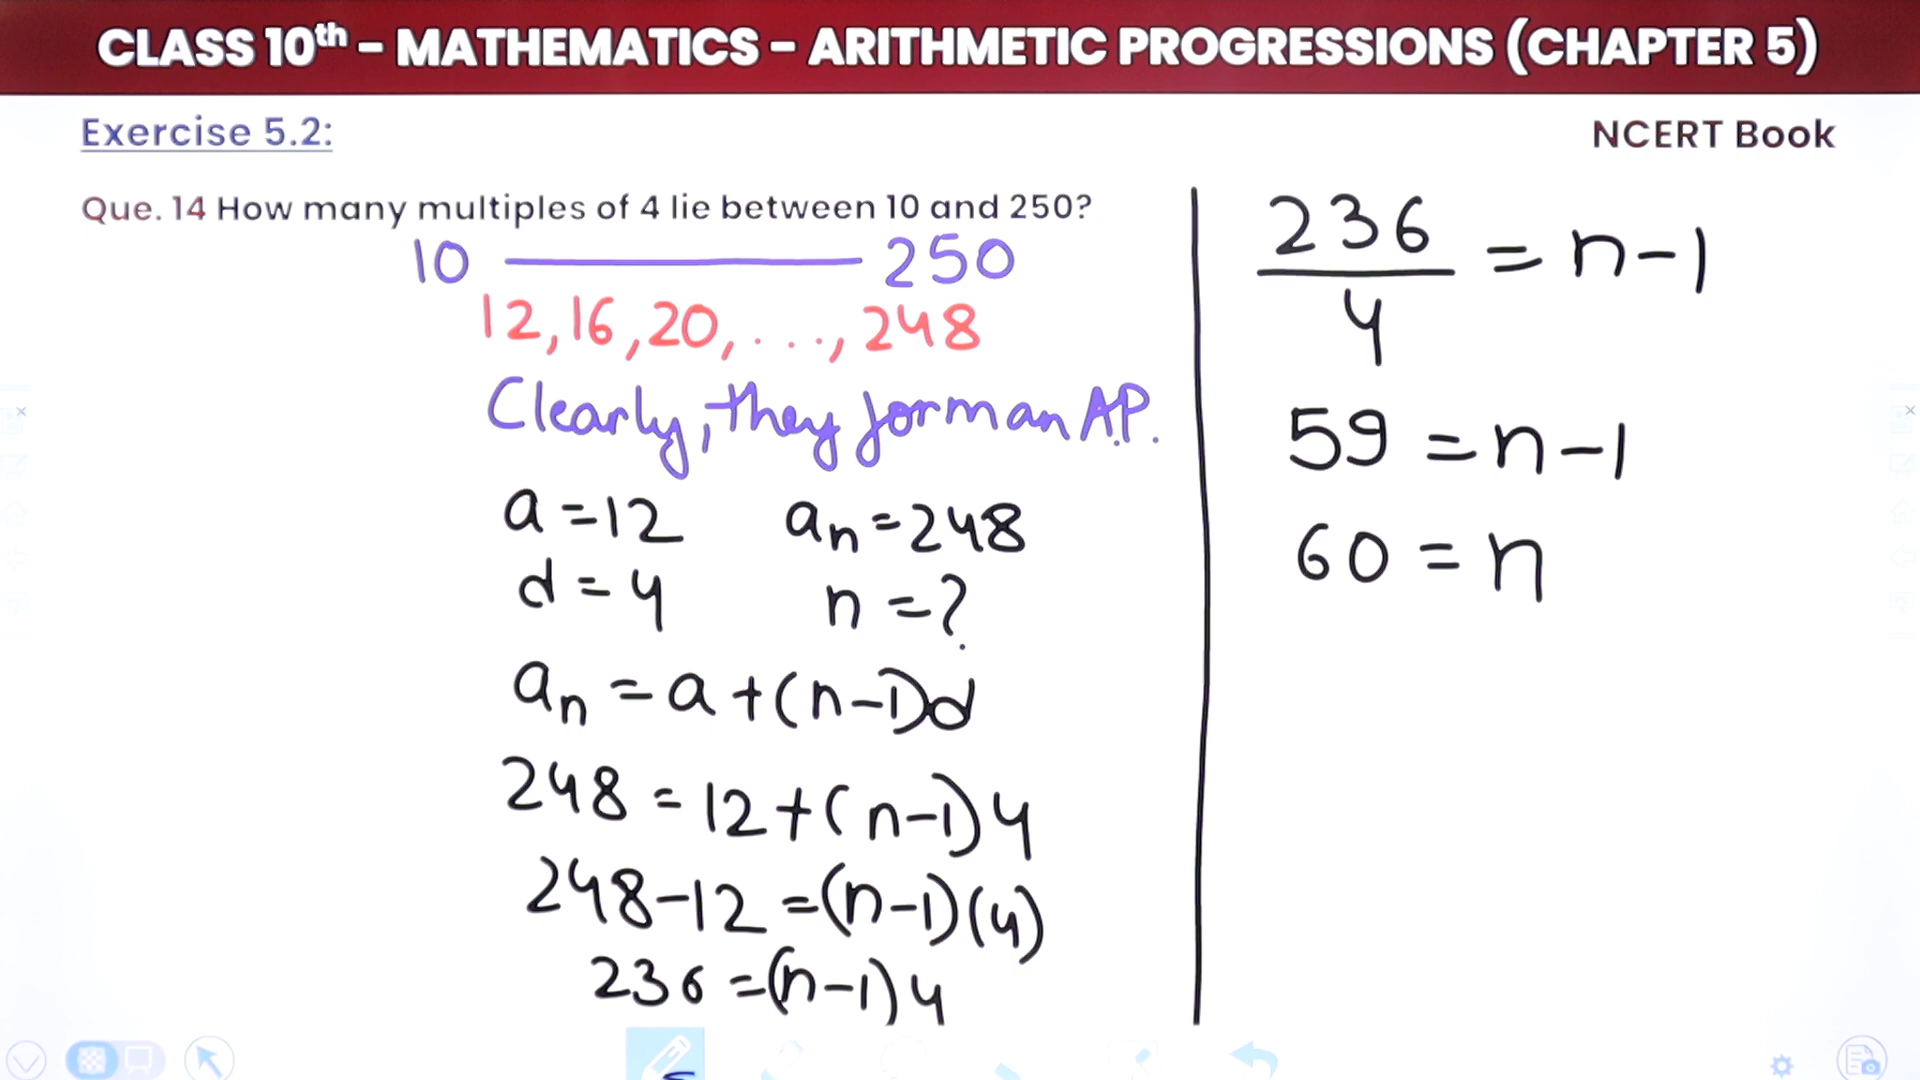 CLASS 10th – MATHEMATICS – ARITHMETIC PROGRESSIONS (CHAPTER 5)
Exercise 5.2:
NCERT Book
Que. 14 How many multiples of 4 lie between 10 and 250?
10 ——— 250
12, 16, 20, . . ., 248
Clearly, they form an A.P.
a = 12 an = 248
d = 4 n = ?
an = a + (n-1)d
248 = 12 + (n-1)4
248-12 = (n-1)(4)
236 = (n-1)4
236/4 = n-1
59 = n-1
60 = n